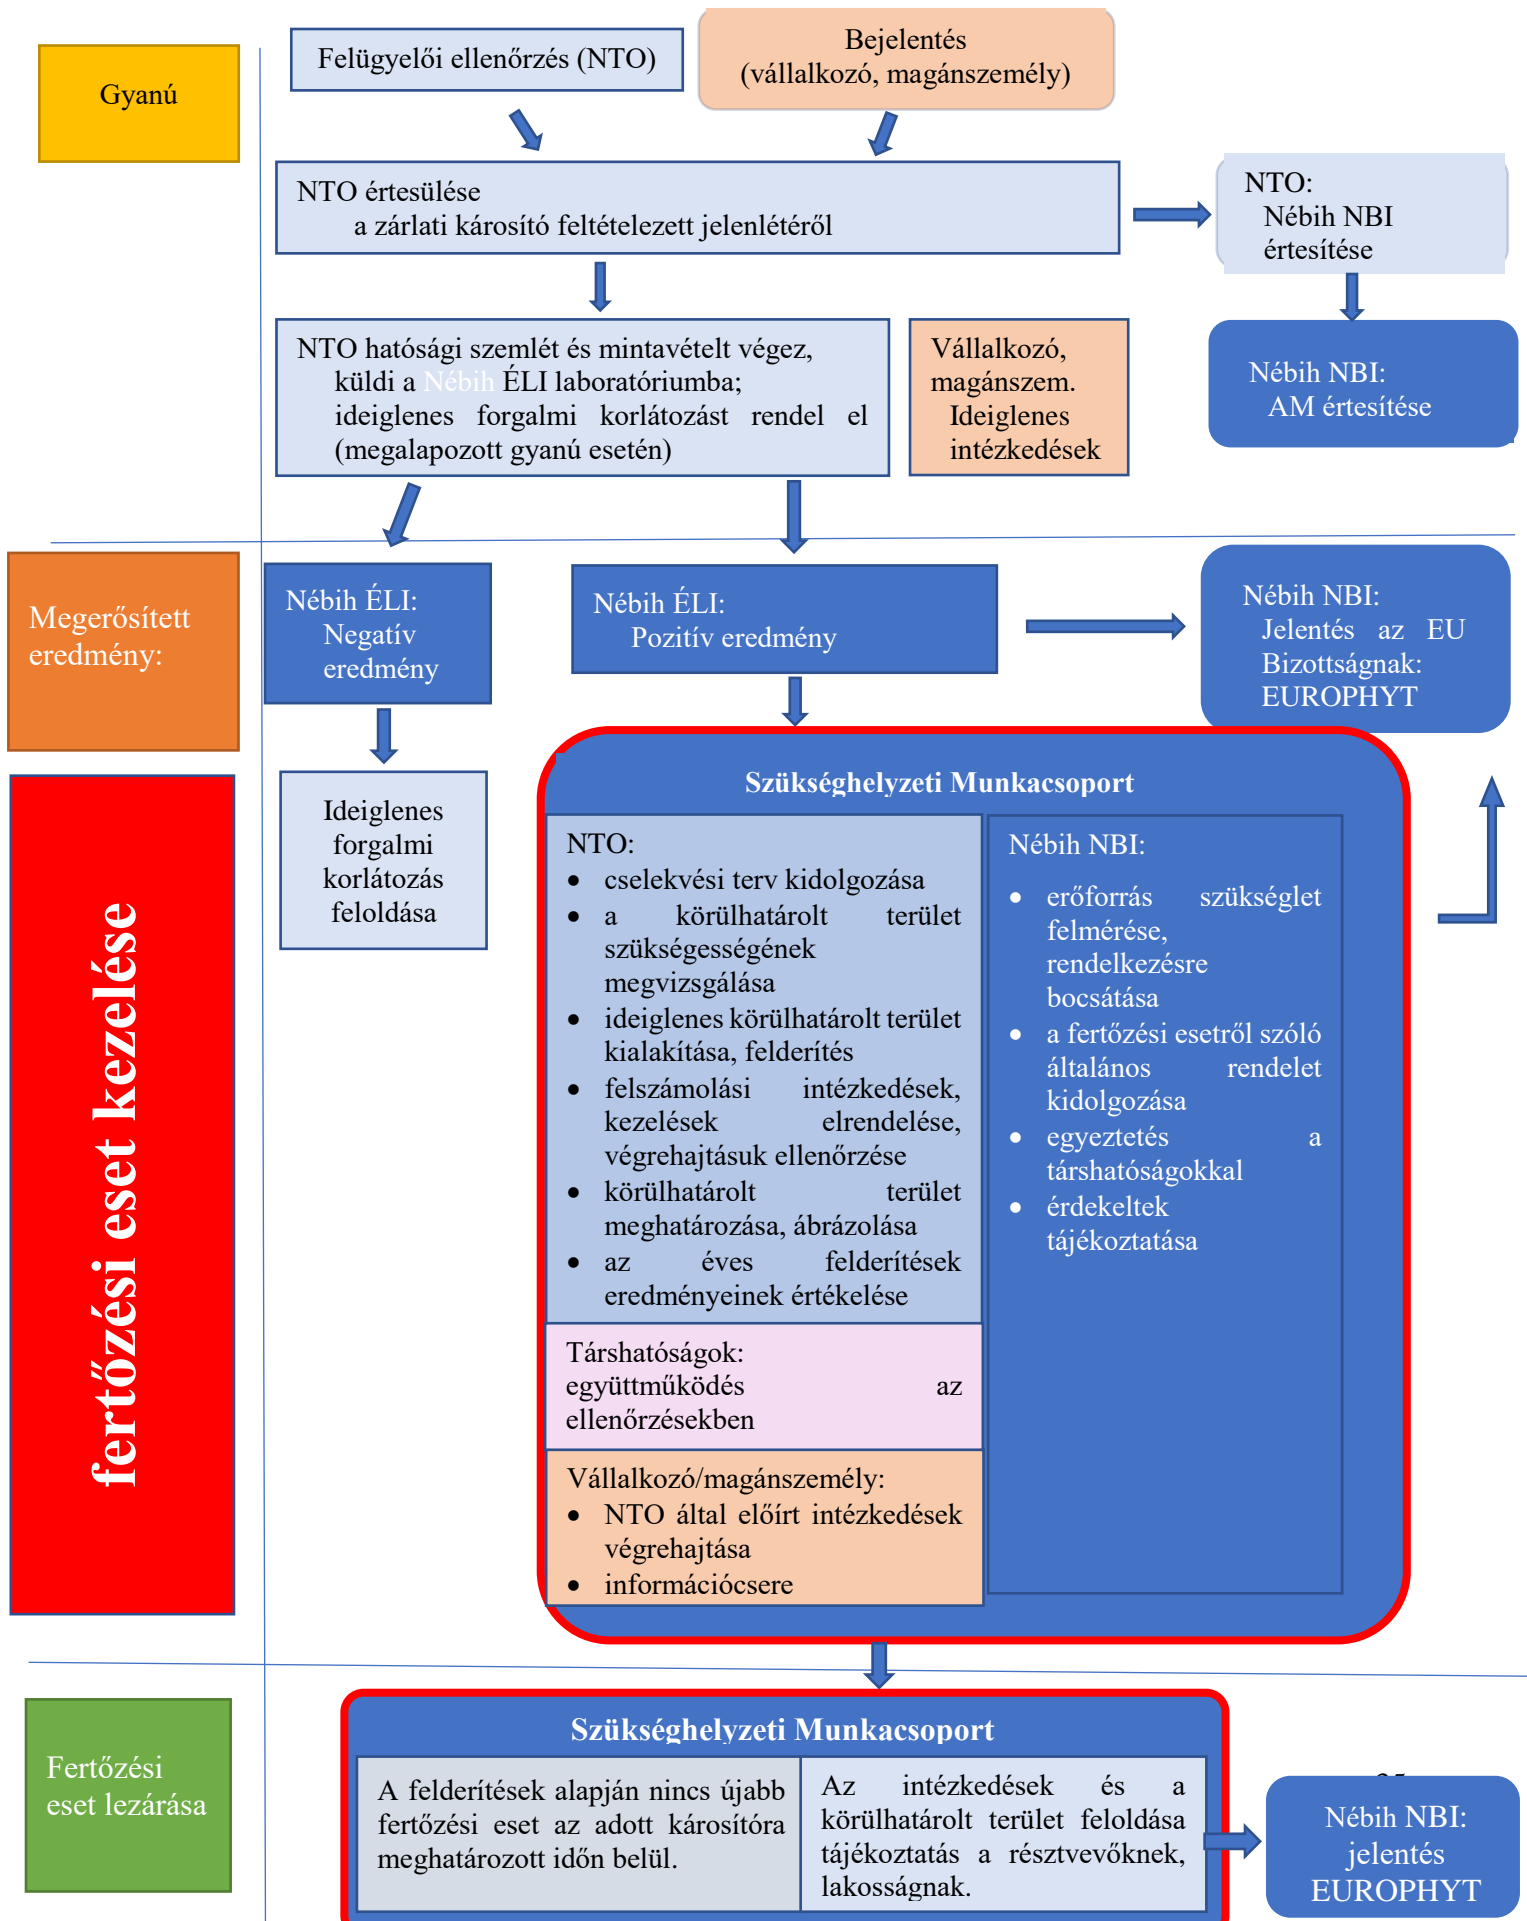 Gyanú
Felügyelői ellenőrzés (NTO)
Bejelentés
(vállalkozó, magánszemély)
NTO értesülése
a zárlati károsító feltételezett jelenlétéről
NTO:
Nébih NBI
értesítése
NTO hatósági szemlét és mintavételt végez,
küldi a Nébih ÉLI laboratóriumba;
ideiglenes forgalmi korlátozást rendel el
(megalapozott gyanú esetén)
Vállalkozó,
magánszem.
Ideiglenes
intézkedések
Nébih NBI:
AM értesítése
Megerősített
eredmény:
Nébih ÉLI:
Negatív
eredmény
Nébih ÉLI:
Pozitív eredmény
Nébih NBI:
Jelentés az EU
Bizottságnak:
EUROPHYT
fertőzési eset kezelése
Ideiglenes
forgalmi
korlátozás
feloldása
Szükséghelyzeti Munkacsoport
NTO:
• cselekvési terv kidolgozása
• a körülhatárolt terület
szükségességének
megvizsgálása
• ideiglenes körülhatárolt terület
kialakítása, felderítés
• felszámolási intézkedések,
kezelések elrendelése,
végrehajtásuk ellenőrzése
• körülhatárolt terület
meghatározása, ábrázolása
• az éves felderítések
eredményeinek értékelése
Társhatóságok:
együttműködés az
ellenőrzésekben
Vállalkozó/magánszemély:
• NTO által előírt intézkedések
végrehajtása
• információcsere
Nébih NBI:
• erőforrás szükséglet
felmérése,
rendelkezésre
bocsátása
• a fertőzési esetről szóló
általános rendelet
kidolgozása
• egyeztetés a
társhatóságokkal
• érdekeltek
tájékoztatása
Fertőzési
eset lezárása
Szükséghelyzeti Munkacsoport
A felderítések alapján nincs újabb
fertőzési eset az adott károsítóra
meghatározott időn belül.
Az intézkedések és a
körülhatárolt terület feloldása
tájékoztatás a résztvevőknek,
lakosságnak.
Nébih NBI:
jelentés
EUROPHYT